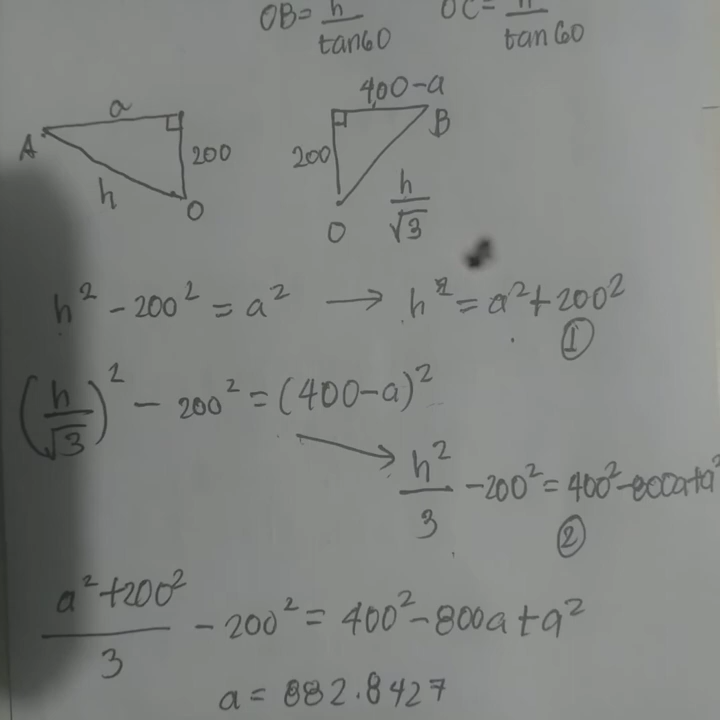 OB = h/tan60 OC = h/tan60
a 400-a
A 200 200 B
h O O h/√3
h² - 200² = a² → h² = a² + 200² ①
(h/√3)² - 200² = (400-a)²
→ h²/3 - 200² = 400² - 800a + a² ②
(a² + 200²)/3 - 200² = 400² - 800a + a²
a = 882.8427